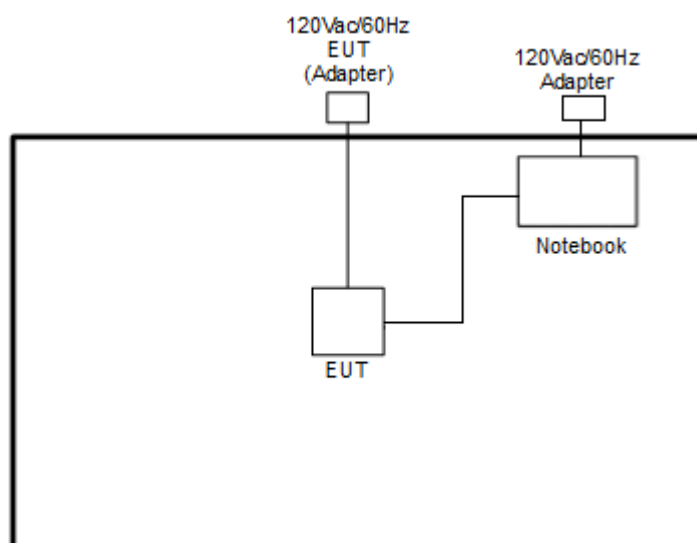 120Vac/60Hz
EUT
(Adapter)
120Vac/60Hz
Adapter
Notebook
EUT